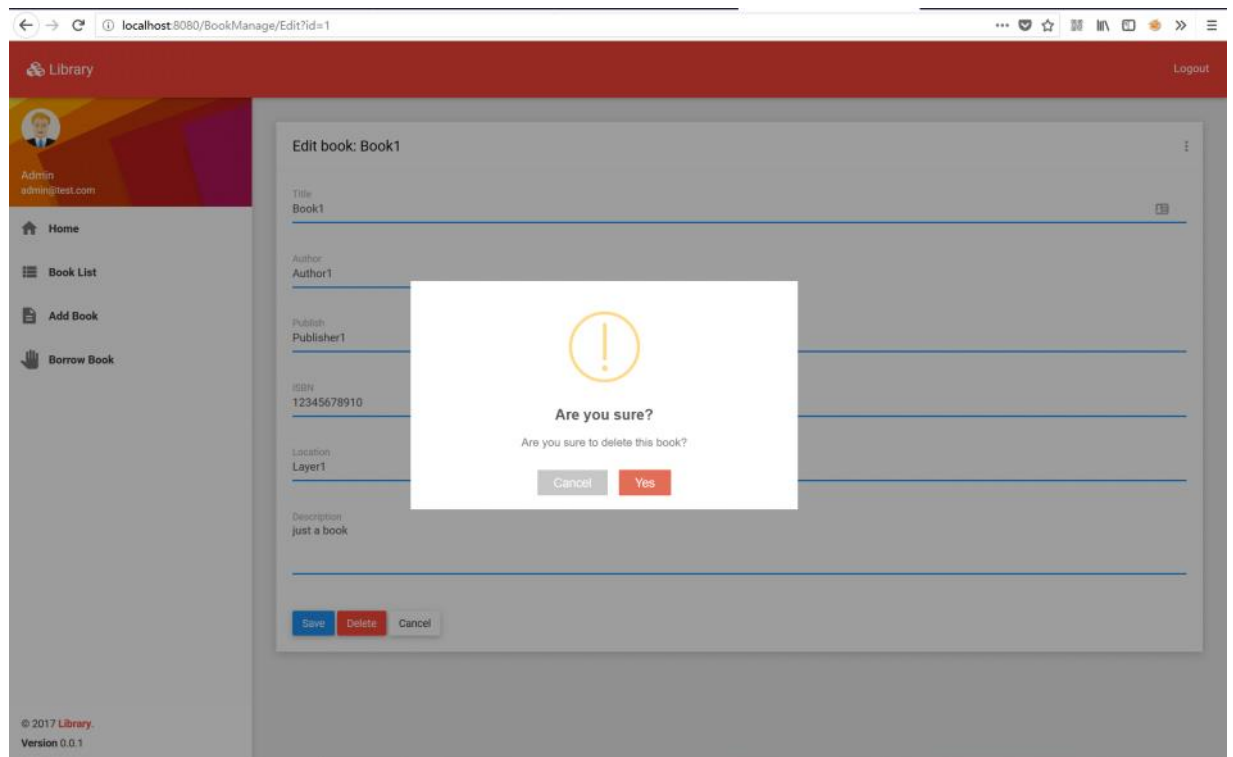 localhost:8080/BookManage/Edit?id=1
Library
Logout
Admin
admin@test.com
Home
Book List
Add Book
Borrow Book
Edit book: Book1
Title
Book1
Author
Author1
Publish
Publisher1
ISBN
12345678910
Location
Layer1
Description
just a book
Save Delete Cancel
Are you sure?
Are you sure to delete this book?
Cancel Yes
© 2017 Library.
Version 0.0.1